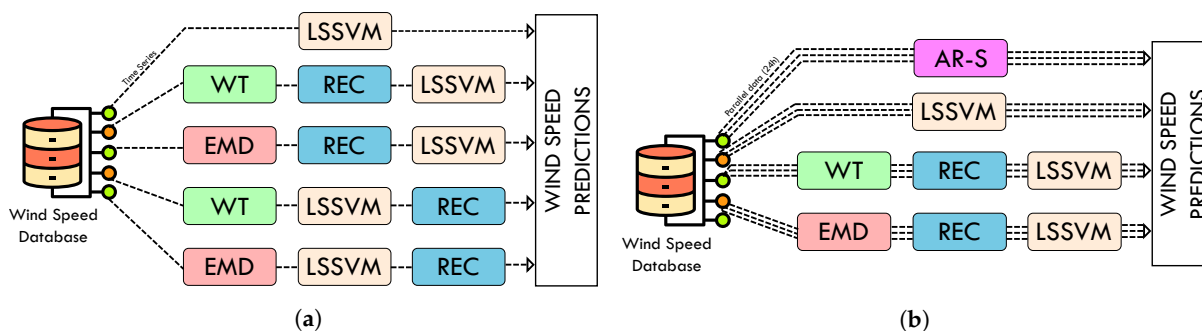 LSSVM
Time Series
WT REC LSSVM
EMD REC LSSVM
WT LSSVM REC
EMD LSSVM REC
Wind Speed
Database
WIND SPEED
PREDICTIONS
(a)
AR-S
Parallel data (24h)
LSSVM
WT REC LSSVM
EMD REC LSSVM
Wind Speed
Database
WIND SPEED
PREDICTIONS
(b)